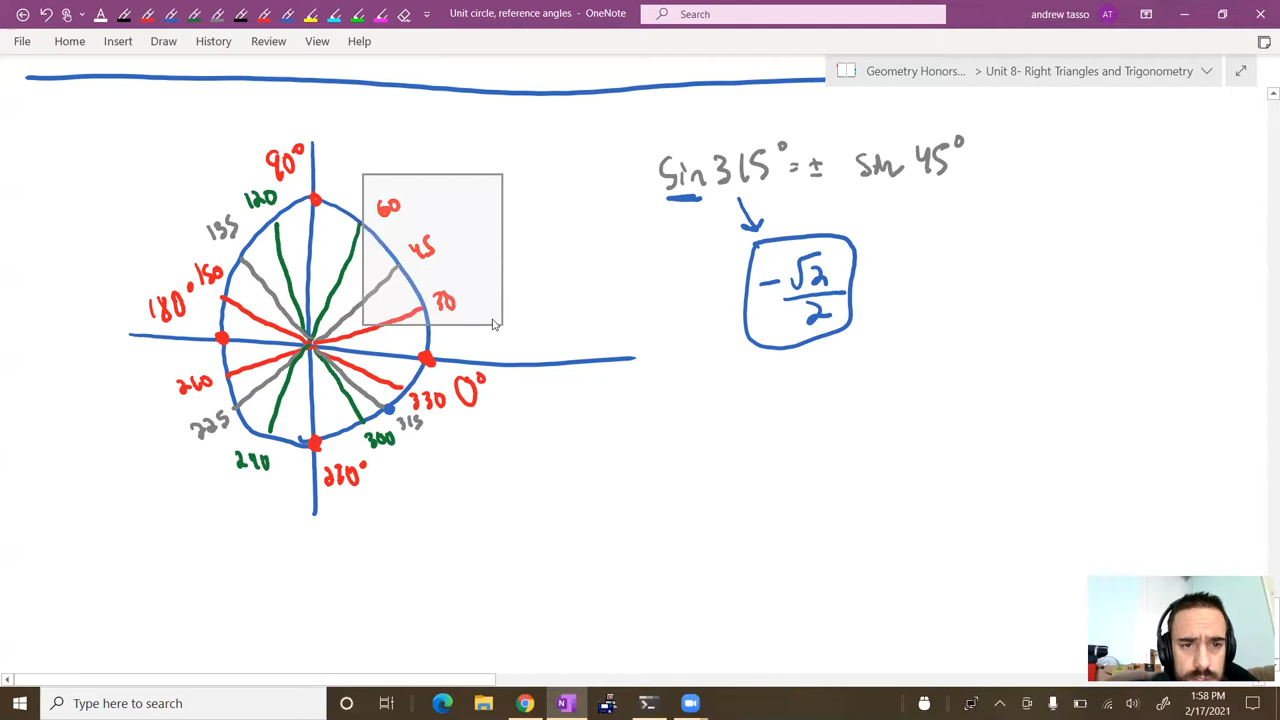 Unit circle, reference angles - OneNote
Search
andrew tasso
AT
File Home Insert Draw History Review View Help
Geometry Honors... > Unit 8- Right Triangles and Trigonometry
90°
120
60
135
45
150
30
180°
0°
260
330
225
315
240
300
230°
sin 315° = ± sin 45°
-√2/2
Type here to search
1:58 PM
2/17/2021